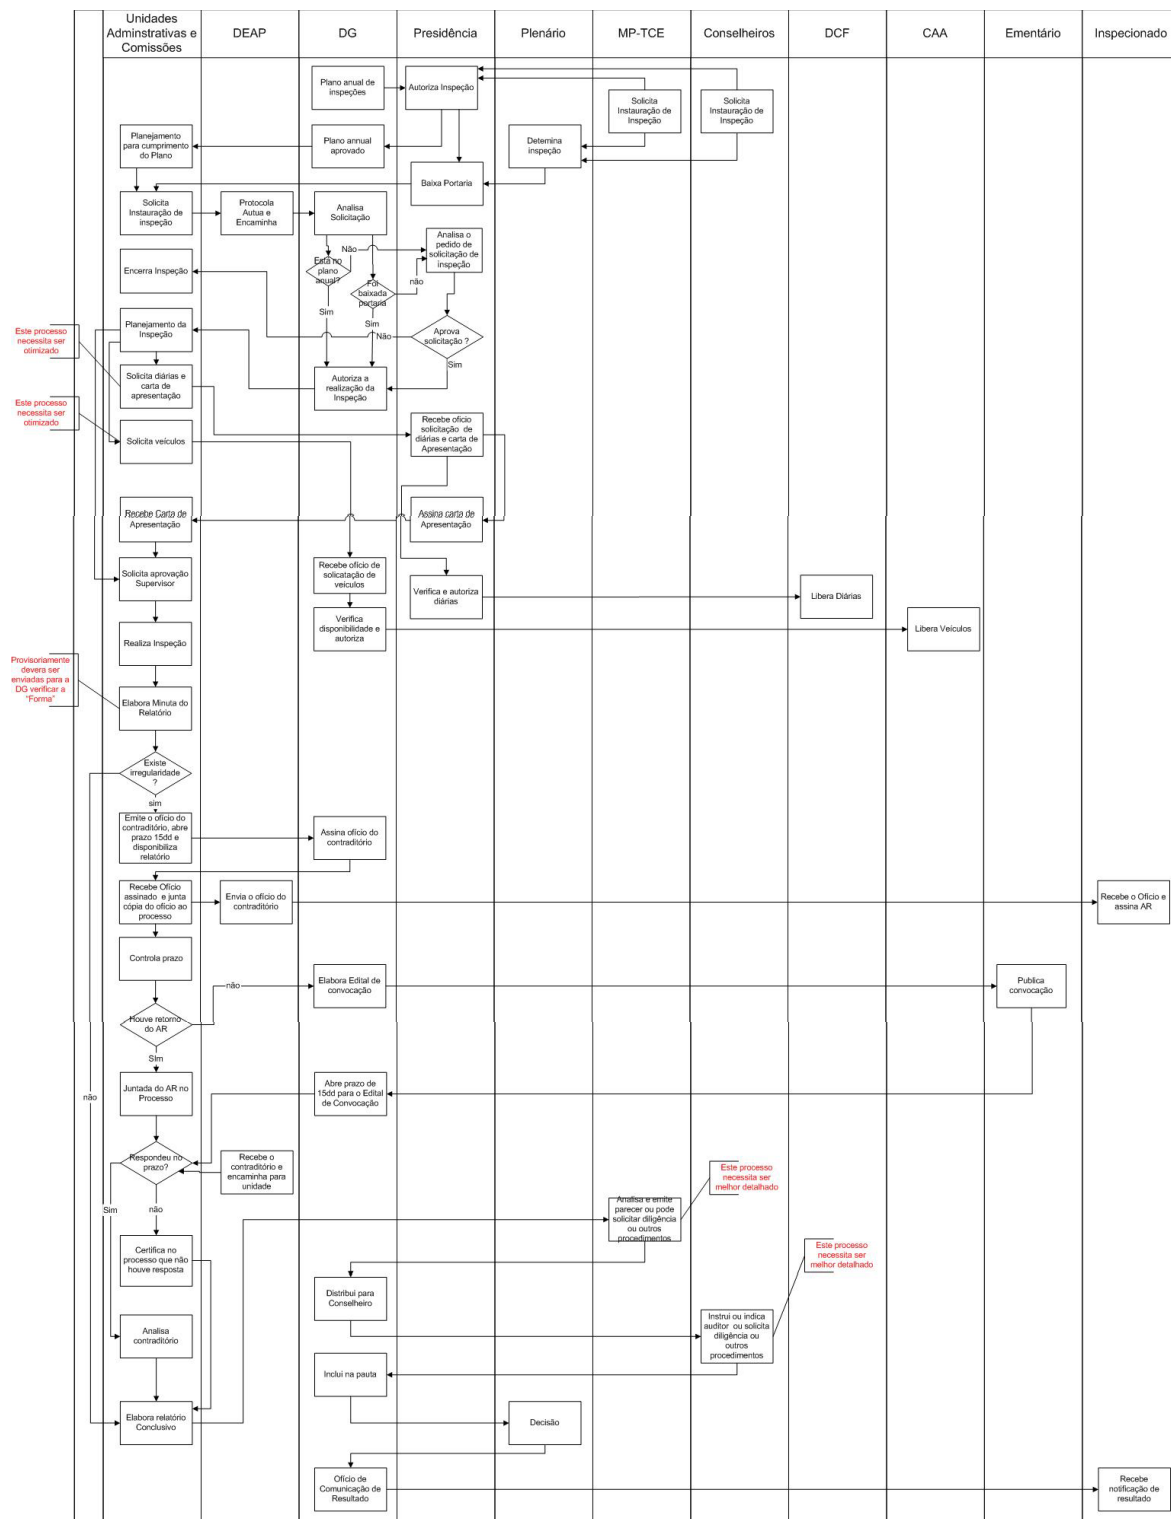 Unidades
Adminstrativas e
Comissões
DEAP
DG
Presidência
Plenário
MP-TCE
Conselheiros
DCF
CAA
Ementário
Inspecionado
Plano anual de
inspeções
Autoriza Inspeção
Solicita
Instauração de
Inspeção
Solicita
Instauração de
Inspeção
Planejamento
para cumprimento
do Plano
Plano annual
aprovado
Detemina
inspeção
Baixa Portaria
Solicita
Instauração de
inspeção
Protocola
Autua e
Encaminha
Analisa
Solicitação
Analisa o
pedido de
solicitação de
inspeção
Não
Está no
plano
anual?
Encerra Inspeção
Foi
baixada
portaria
não
Sim
Sim
Não
Aprova
solicitação ?
Sim
Planejamento da
Inspeção
Este processo
necessita ser
otimizado
Solicita diárias e
carta de
apresentação
Autoriza a
realização da
Inspeção
Este processo
necessita ser
otimizado
Solicita veículos
Recebe ofício
solicitação de
diárias e carta de
Apresentação
Recebe Carta de
Apresentação
Assina carta de
Apresentação
Solicita aprovação
Supervisor
Recebe ofício de
solicatação de
veículos
Verifica e autoriza
diárias
Libera Diárias
Verifica
disponibilidade e
autoriza
Libera Veículos
Realiza Inspeção
Provisoriamente
devera ser
enviadas para a
DG verificar a
"Forma"
Elabora Minuta do
Relatório
Existe
irregularidade
?
sim
Emite o ofício do
contraditório, abre
prazo 15dd e
disponibiliza
relatório
Assina ofício do
contraditório
Recebe Ofício
assinado e junta
cópia do ofício ao
processo
Envia o ofício do
contraditório
Recebe o Ofício e
assina AR
Controla prazo
não
Elabora Edital de
convocação
Publica
convocação
Houve retorno
do AR
SIm
Juntada do AR no
Processo
não
Abre prazo de
15dd para o Edital
de Convocação
Respondeu no
prazo?
Recebe o
contraditório e
encaminha para
unidade
Este processo
necessita ser
melhor detalhado
Sim
não
Analisa e emite
parecer ou pode
solicitar diligência
ou outros
procedimentos
Certifica no
processo que não
houve resposta
Este processo
necessita ser
melhor detalhado
Distribui para
Conselheiro
Analisa
contraditório
Instrui ou indica
auditor ou solicita
diligência ou
outros
procedimentos
Inclui na pauta
Elabora relatório
Conclusivo
Decisão
Ofício de
Comunicação de
Resultado
Recebe
notificação de
resultado